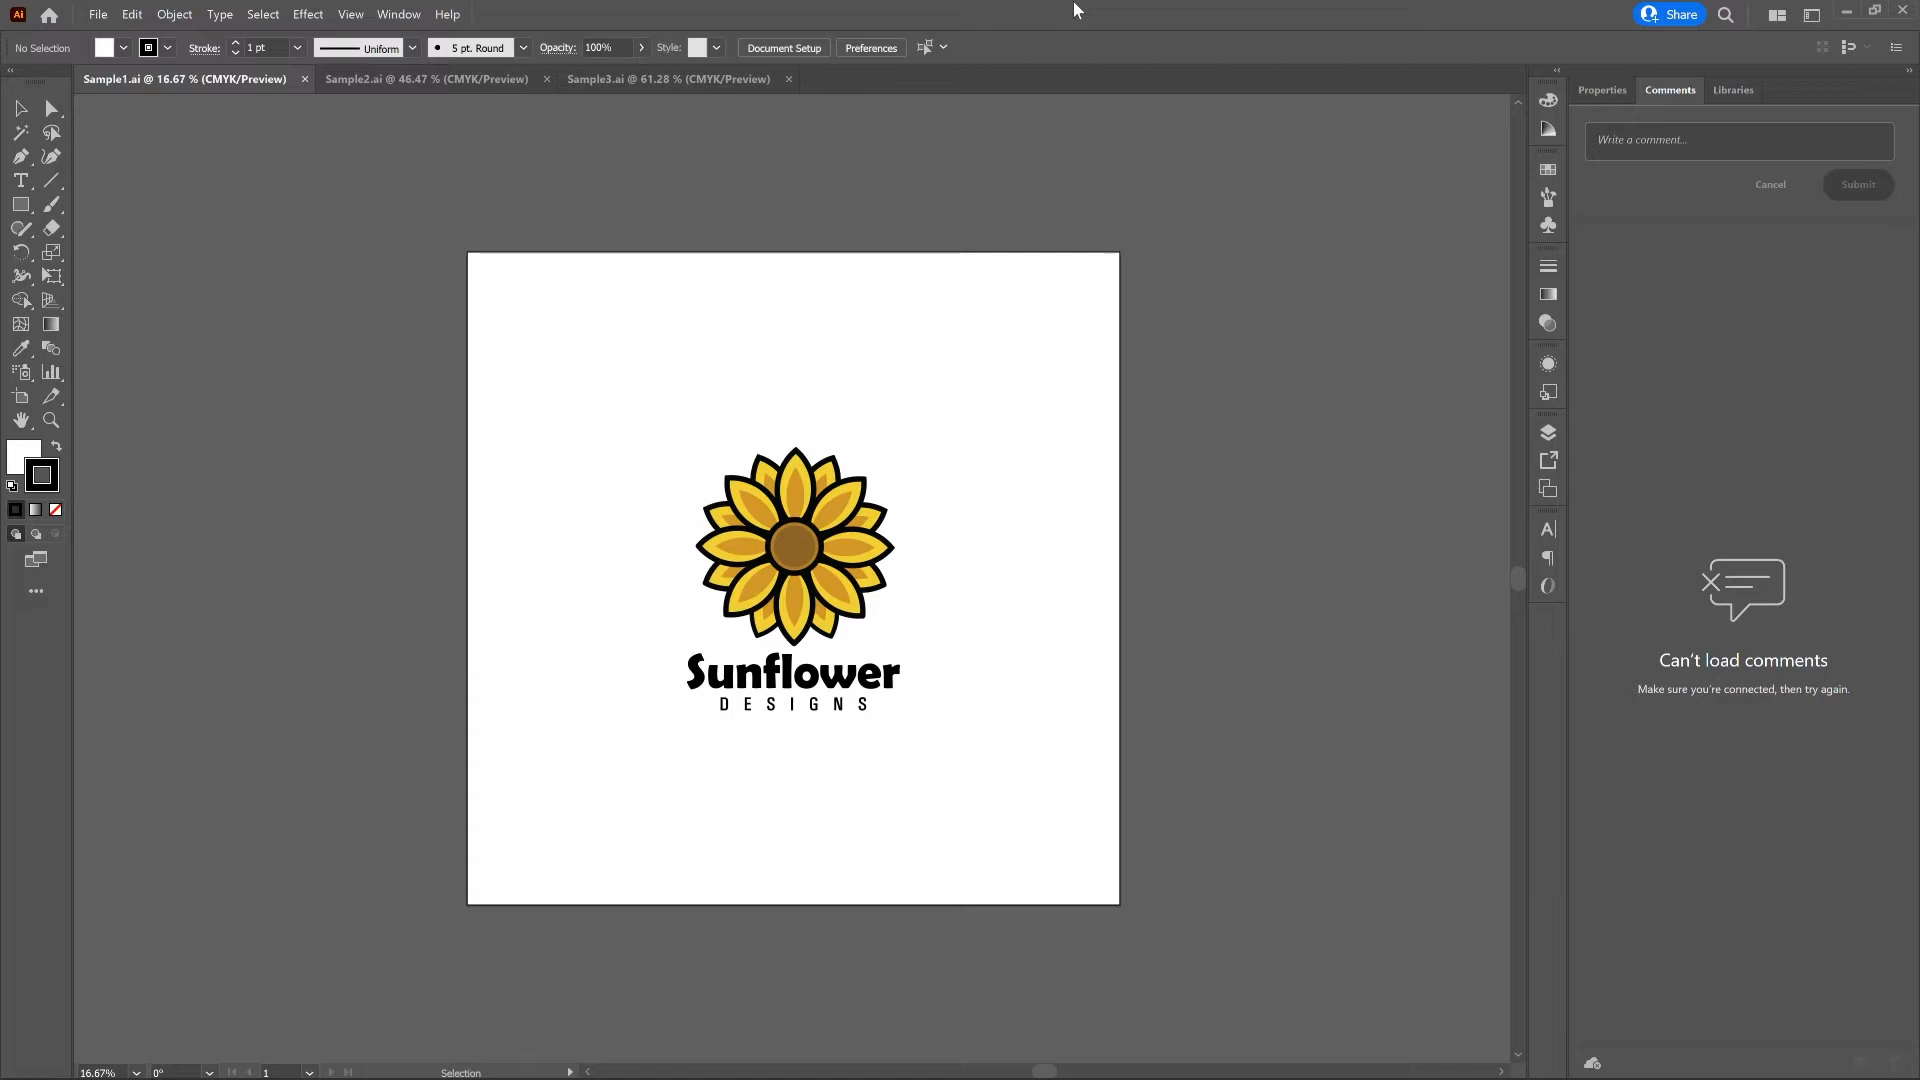 Ai File Edit Object Type Select Effect View Window Help Share
No Selection Stroke: 1 pt Uniform 5 pt. Round Opacity: 100% Style: Document Setup Preferences
Sample1.ai @ 16.67 % (CMYK/Preview) × Sample2.ai @ 46.47 % (CMYK/Preview) × Sample3.ai @ 61.28 % (CMYK/Preview) ×
Properties Comments Libraries
Write a comment...
Cancel Submit
Sunflower
DESIGNS
Can't load comments
Make sure you're connected, then try again.
16.67% 0° 1 Selection